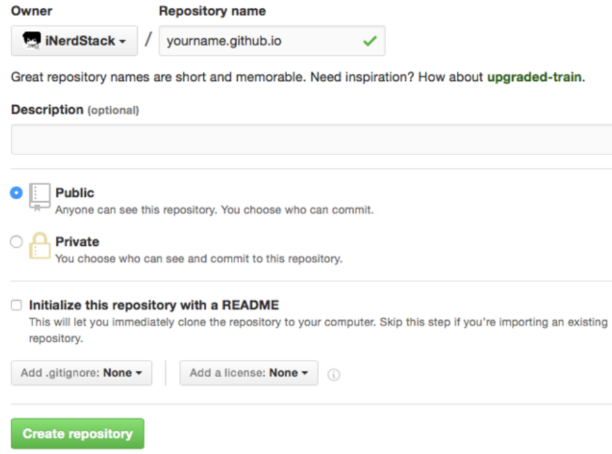 Owner Repository name
iNerdStack / yourname.github.io
Great repository names are short and memorable. Need inspiration? How about upgraded-train.
Description (optional)
Public
Anyone can see this repository. You choose who can commit.
Private
You choose who can see and commit to this repository.
Initialize this repository with a README
This will let you immediately clone the repository to your computer. Skip this step if you're importing an existing
repository.
Add .gitignore: None Add a license: None
Create repository